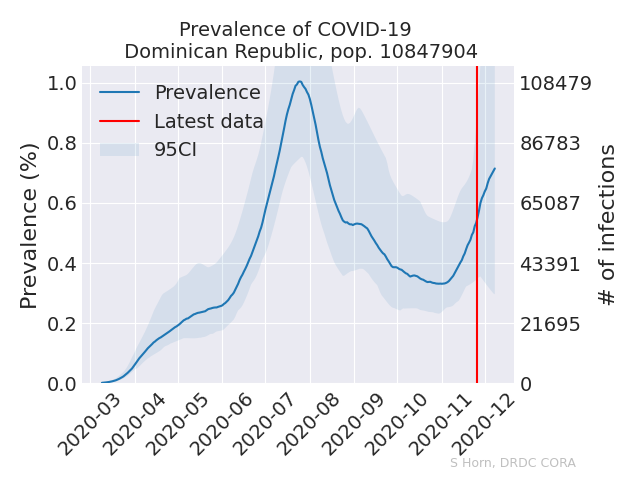 Prevalence of COVID-19
Dominican Republic, pop. 10847904
Prevalence (%)
1.0
0.8
0.6
0.4
0.2
0.0
Prevalence
Latest data
95CI
108479
86783
65087
43391
21695
0
# of infections
2020-03
2020-04
2020-05
2020-06
2020-07
2020-08
2020-09
2020-10
2020-11
2020-12
S Horn, DRDC CORA